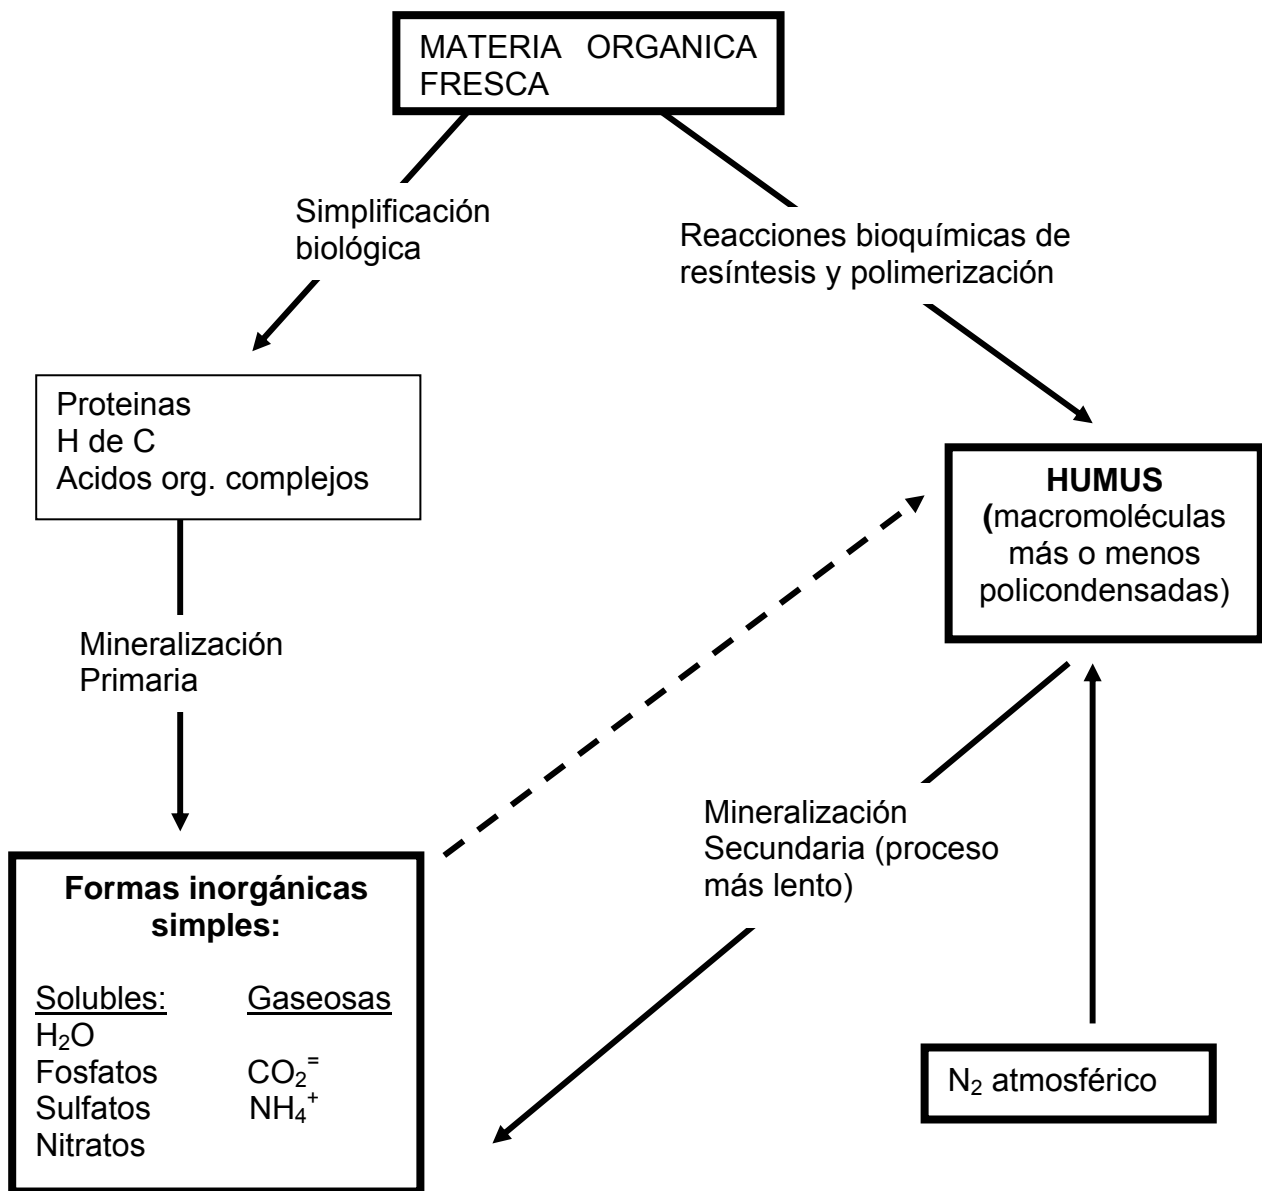 MATERIA ORGANICA
FRESCA
Simplificación
biológica
Reacciones bioquímicas de
resíntesis y polimerización
Proteinas
H de C
Acidos org. complejos
HUMUS
(macromoléculas
más o menos
policondensadas)
Mineralización
Primaria
Mineralización
Secundaria (proceso
más lento)
Formas inorgánicas
simples:
Solubles: Gaseosas
H₂O
Fosfatos CO₂⁼
Sulfatos NH₄⁺
Nitratos
N₂ atmosférico